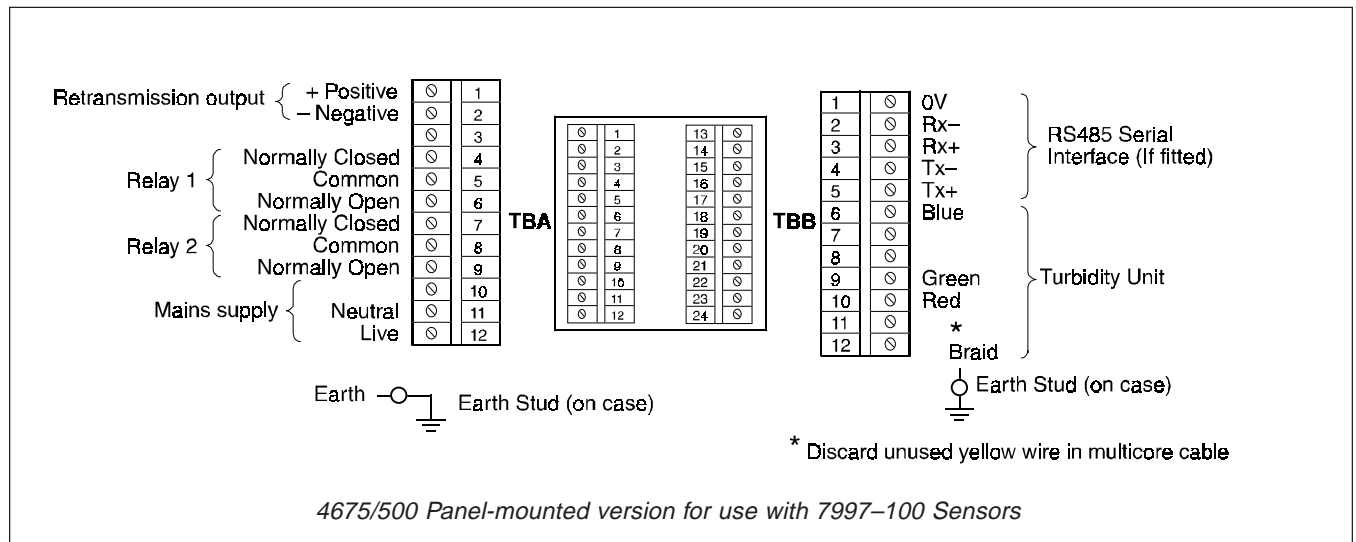 Retransmission output
+ Positive 1
– Negative 2
3
Relay 1
Normally Closed 4
Common 5
Normally Open 6
Relay 2
Normally Closed 7
Common 8
Normally Open 9
Mains supply
10
Neutral 11
Live 12
TBA
1 13
2 14
3 15
4 16
5 17
6 18
7 19
8 20
9 21
10 22
11 23
12 24
TBB
1 0V
2 Rx–
3 Rx+
4 Tx–
5 Tx+
RS485 Serial
Interface (If fitted)
6 Blue
7
8
9 Green
10 Red
11
12
*
Braid
Turbidity Unit
Earth
Earth Stud (on case)
Earth Stud (on case)
* Discard unused yellow wire in multicore cable
4675/500 Panel-mounted version for use with 7997–100 Sensors